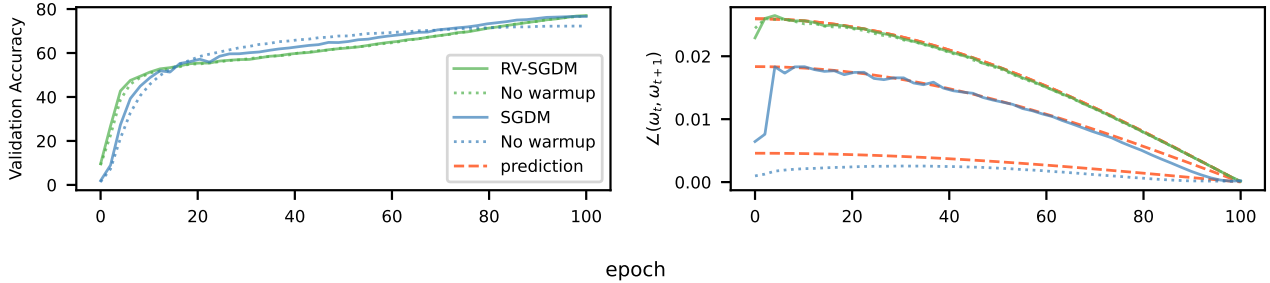 Validation Accuracy
80
60
40
20
0
0 20 40 60 80 100
RV-SGDM
No warmup
SGDM
No warmup
prediction
∠(ω_t, ω_{t+1})
0.02
0.01
0.00
0 20 40 60 80 100
epoch